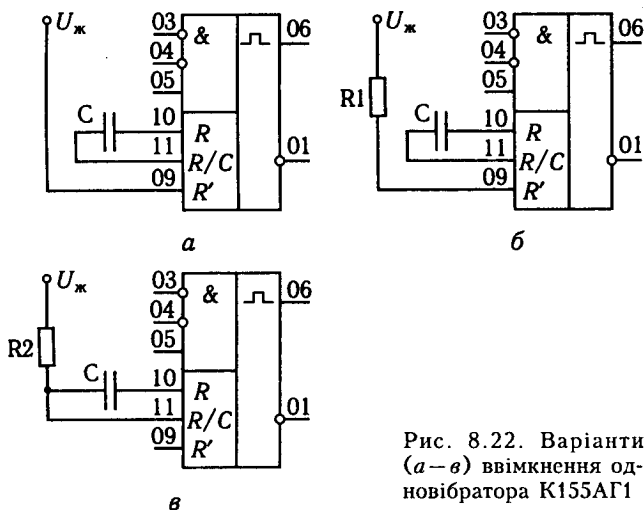 Uж
03
&
06
04
05
C
10
R
11
R/C
01
09
R′
а
Uж
03
&
06
04
R1
05
C
10
R
11
R/C
01
09
R′
б
Uж
03
&
06
04
R2
05
C
10
R
11
R/C
01
09
R′
в
Рис. 8.22. Варіанти
(а—в) ввімкнення од-
новібратора К155АГ1